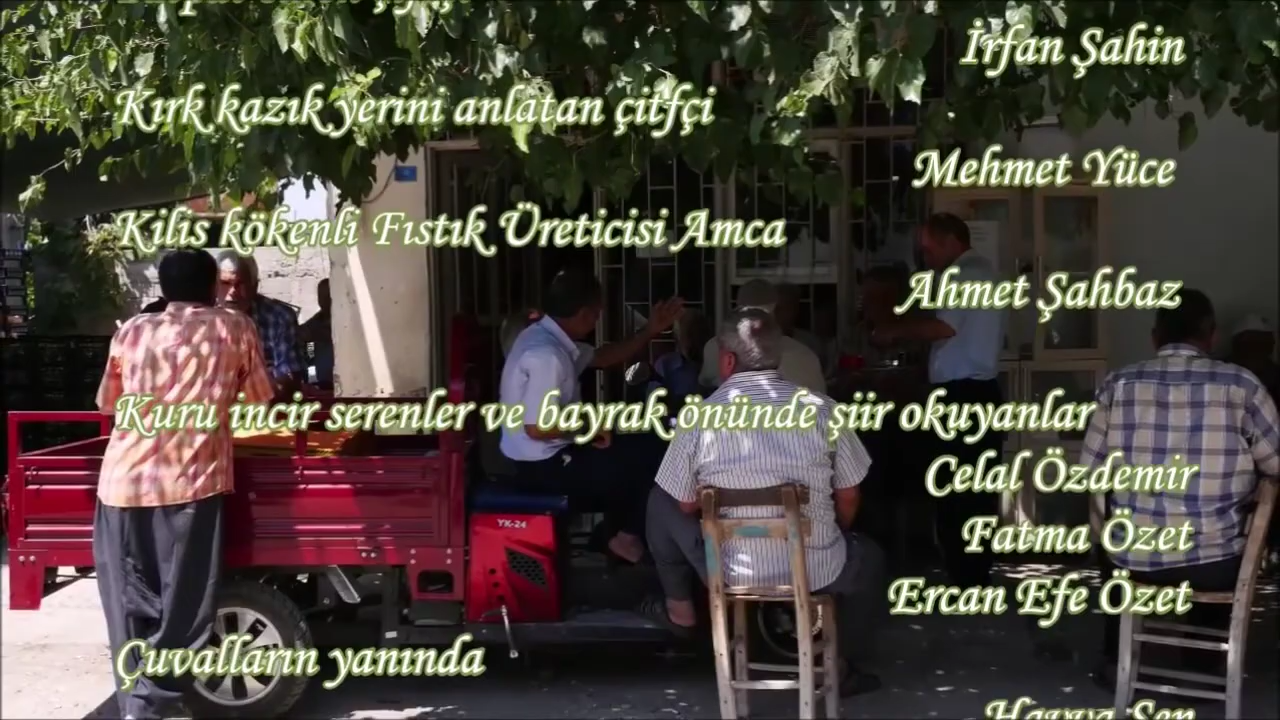 İrfan Şahin
Kırk kazık yerini anlatan çitfçi
Mehmet Yüce
Kilis kökenli Fıstık Üreticisi Amca
Ahmet Şahbaz
Kuru incir serenler ve bayrak önünde şiir okuyanlar
Celal Özdemir
YK-24
Fatma Özet
Ercan Efe Özet
Çuvalların yanında